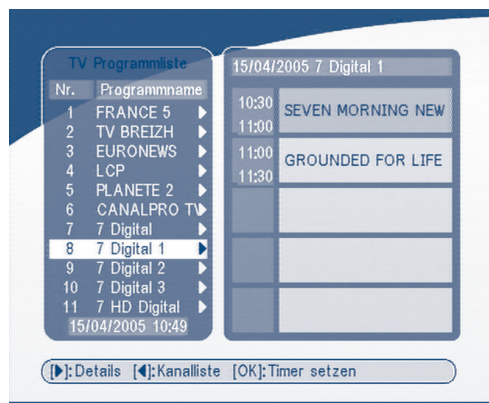 TV Programmliste
Nr. Programmname
1 FRANCE 5
2 TV BREIZH
3 EURONEWS
4 LCP
5 PLANETE 2
6 CANALPRO TV
7 7 Digital
8 7 Digital 1
9 7 Digital 2
10 7 Digital 3
11 7 HD Digital
15/04/2005 10:49
15/04/2005 7 Digital 1
10:30
11:00
SEVEN MORNING NEW
11:00
11:30
GROUNDED FOR LIFE
[▶]:Details [◀]:Kanalliste [OK]:Timer setzen